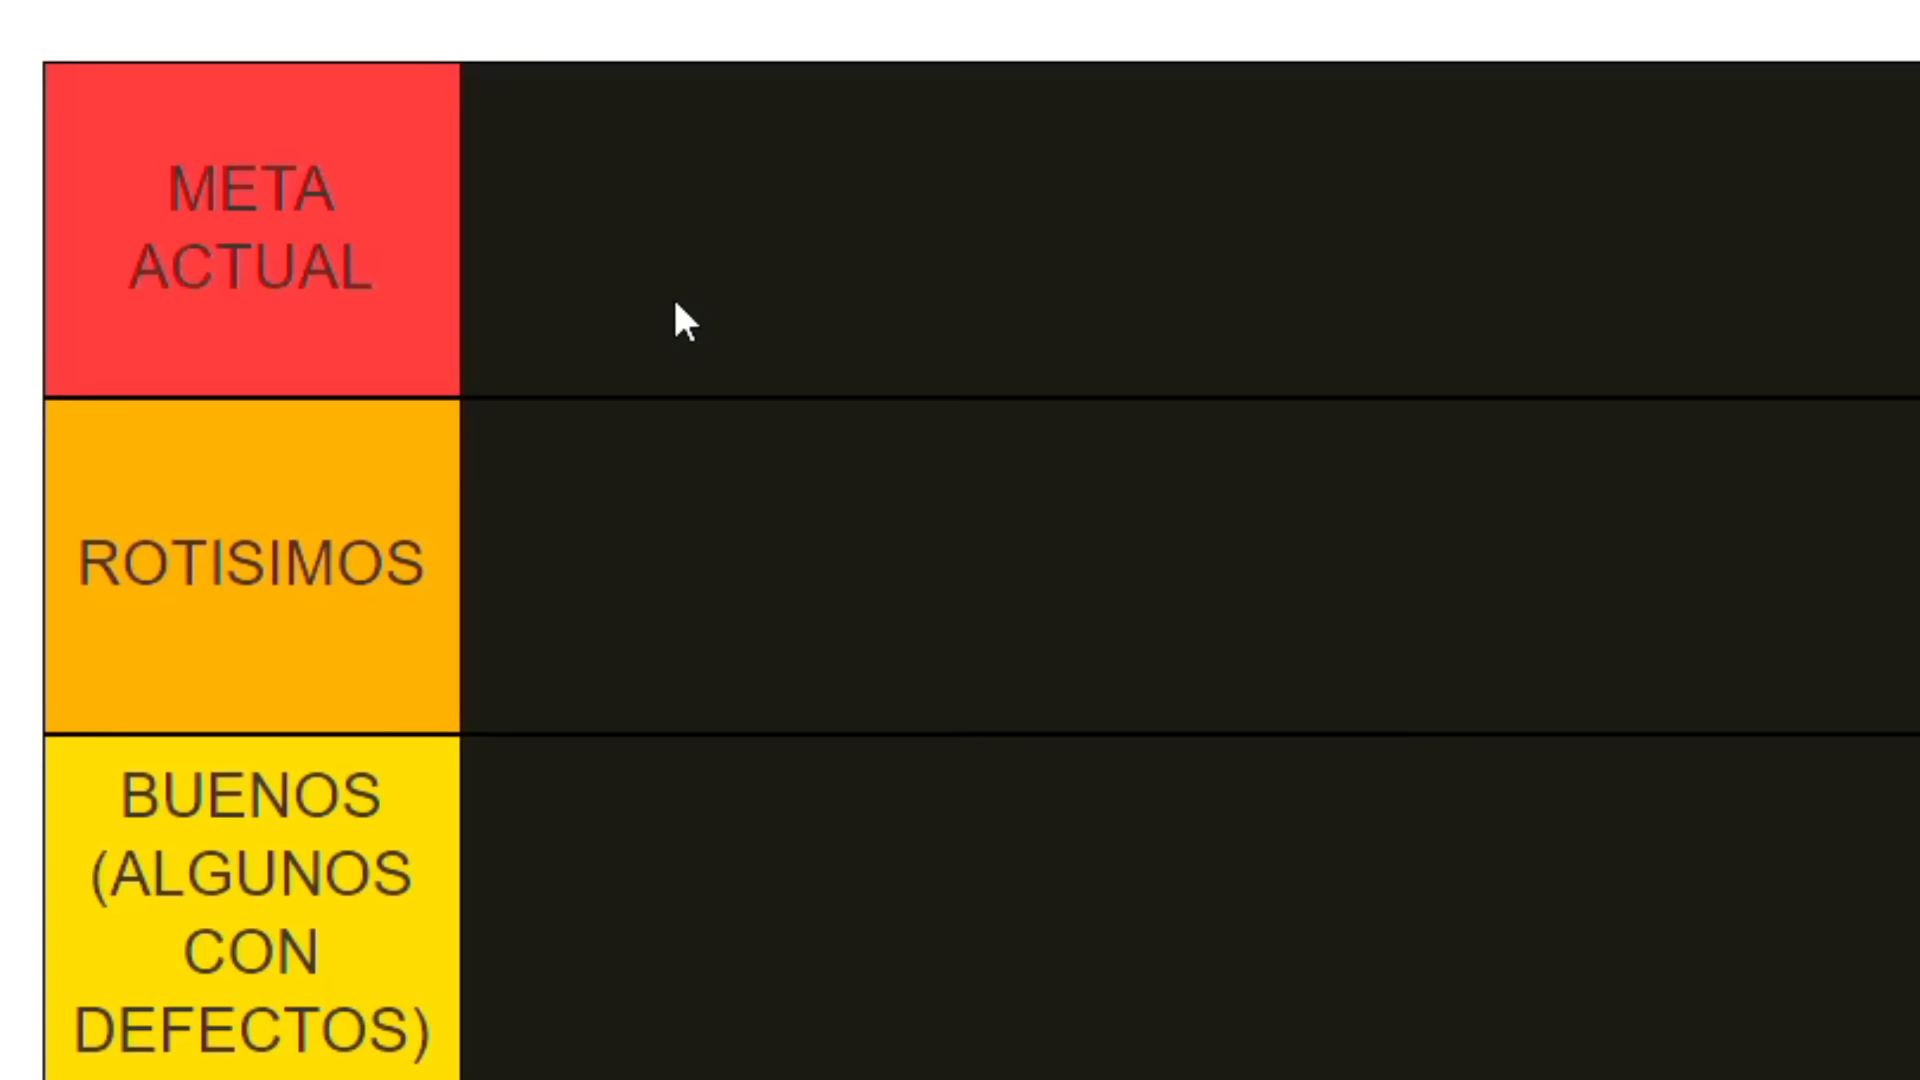 META
ACTUAL
ROTISIMOS
BUENOS
(ALGUNOS
CON
DEFECTOS)